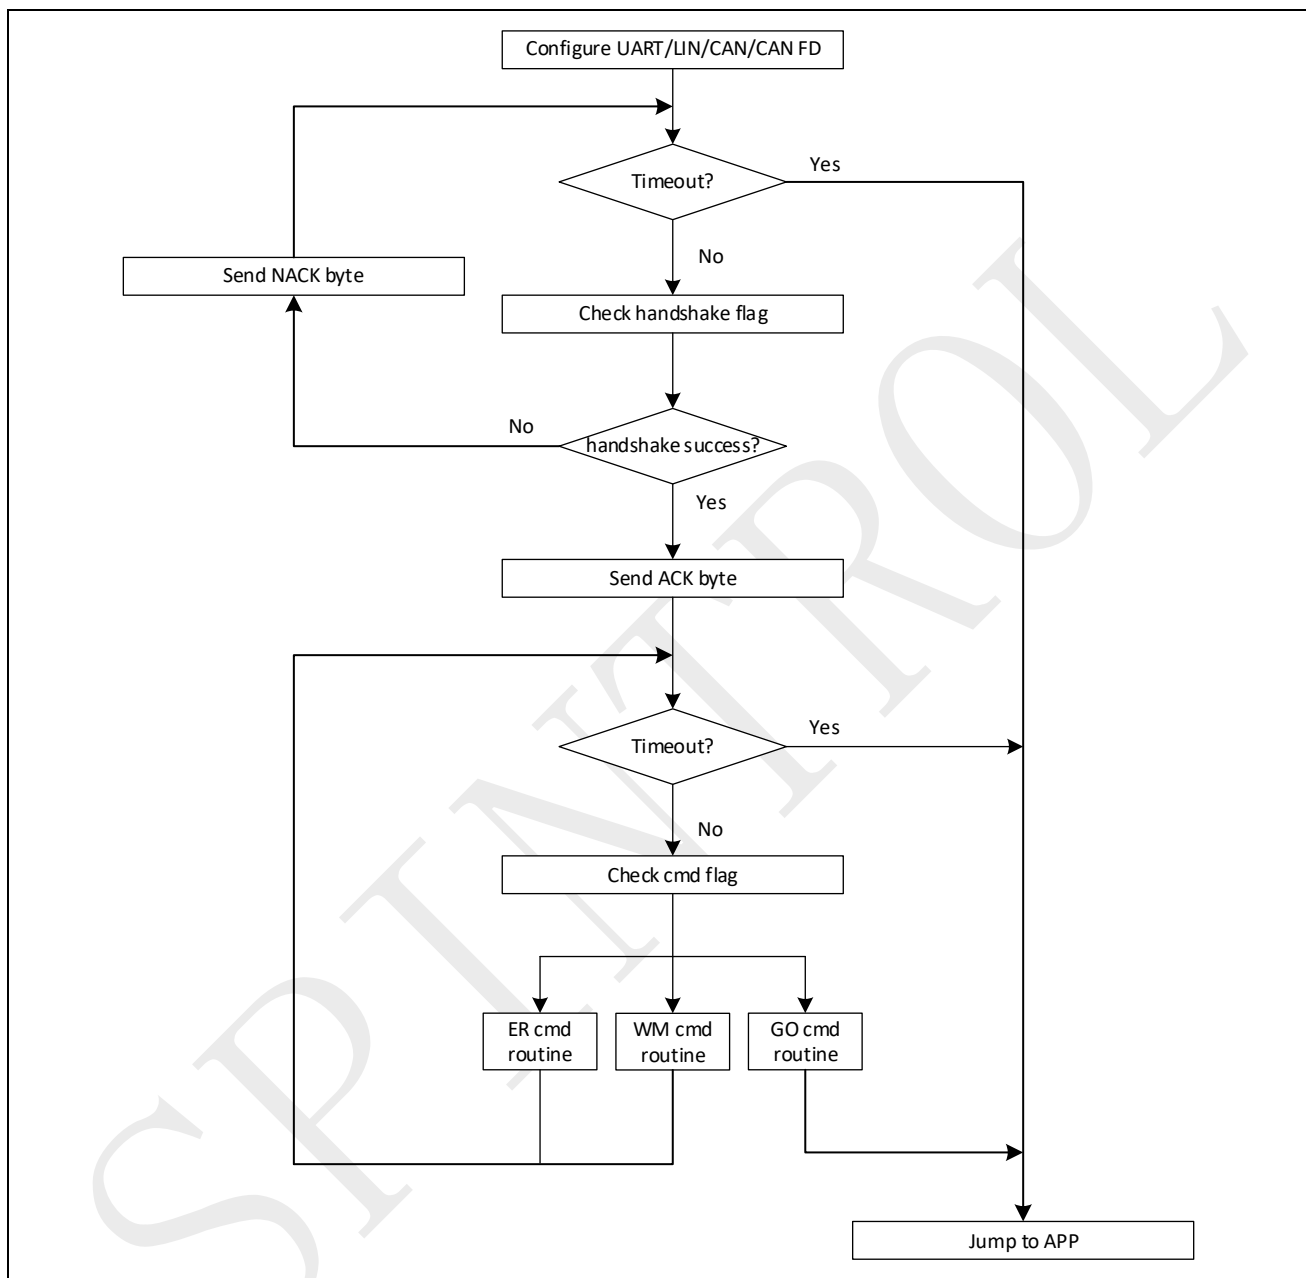 Configure UART/LIN/CAN/CAN FD
Timeout?
Yes
No
Send NACK byte
Check handshake flag
No
handshake success?
Yes
Send ACK byte
Timeout?
Yes
No
Check cmd flag
ER cmd
routine
WM cmd
routine
GO cmd
routine
Jump to APP
SPINTROL